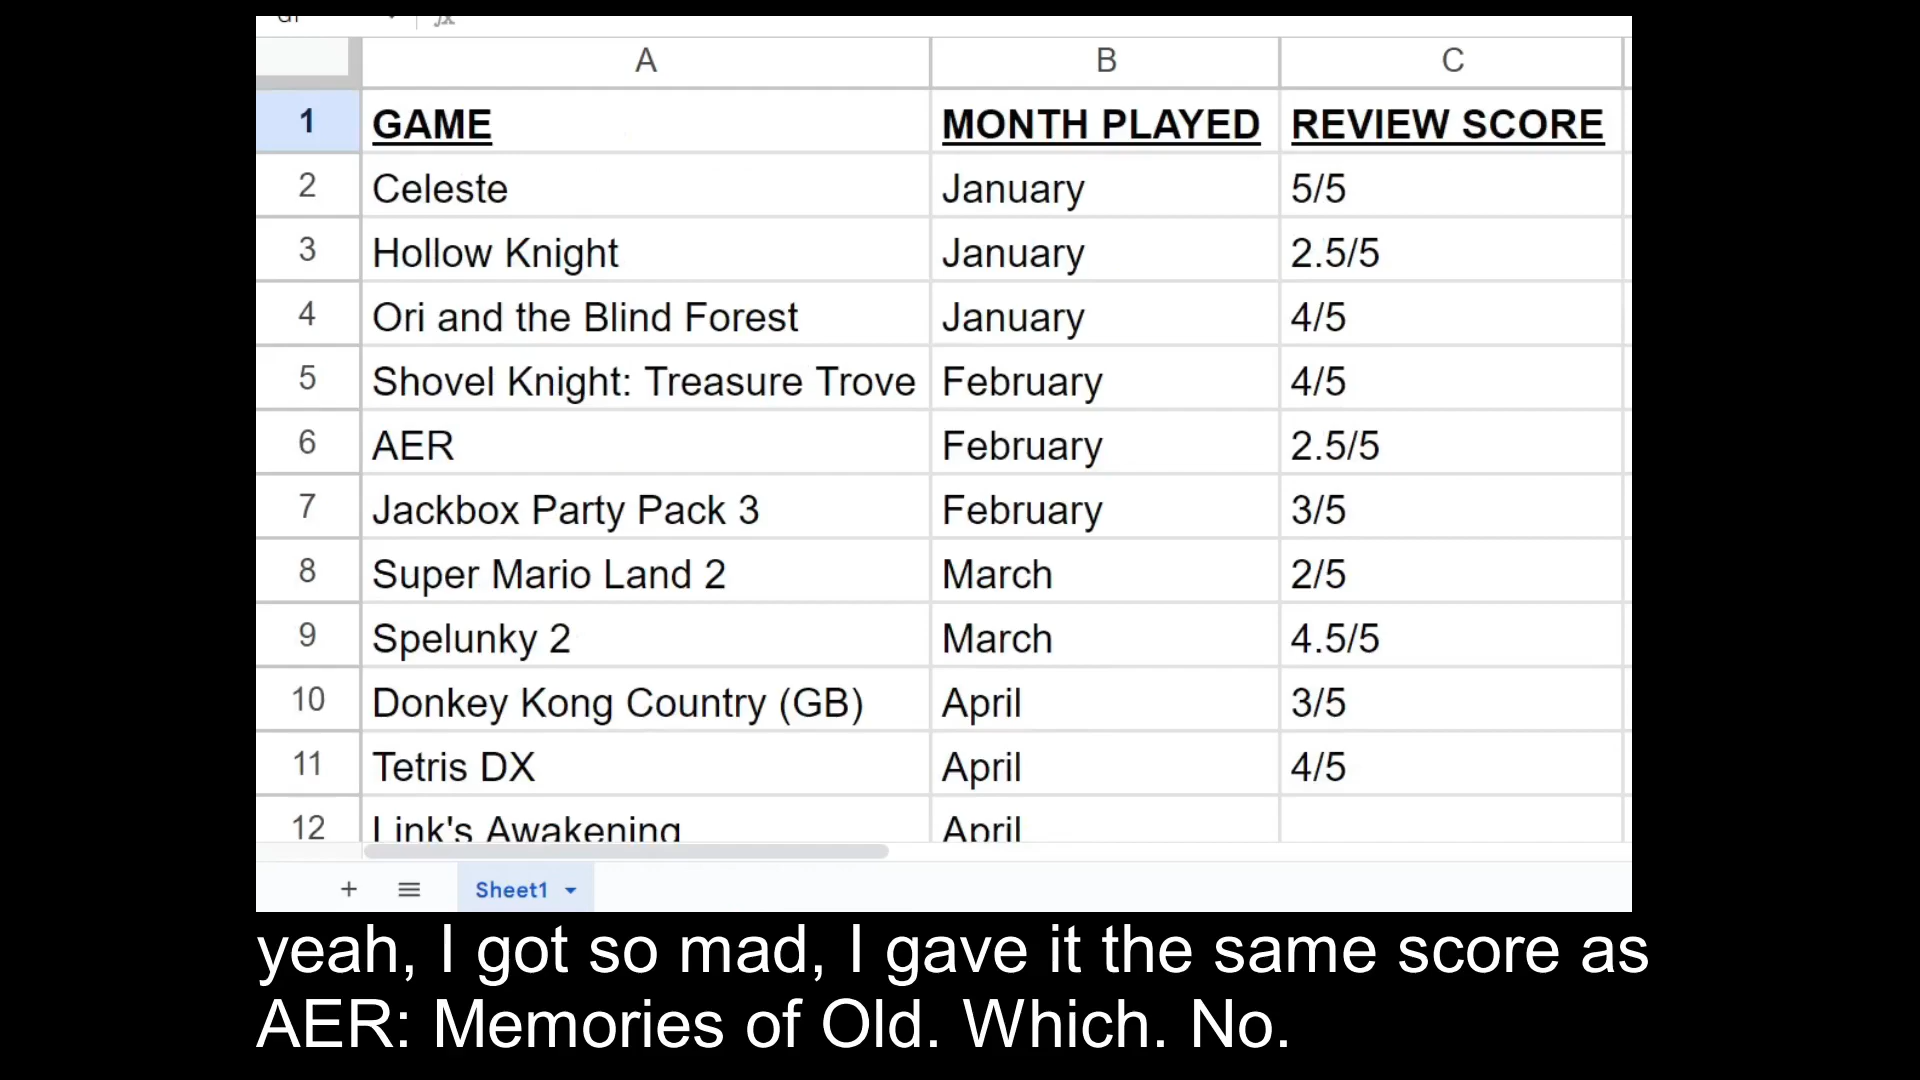 A B C
1 GAME MONTH PLAYED REVIEW SCORE
2 Celeste January 5/5
3 Hollow Knight January 2.5/5
4 Ori and the Blind Forest January 4/5
5 Shovel Knight: Treasure Trove February 4/5
6 AER February 2.5/5
7 Jackbox Party Pack 3 February 3/5
8 Super Mario Land 2 March 2/5
9 Spelunky 2 March 4.5/5
10 Donkey Kong Country (GB) April 3/5
11 Tetris DX April 4/5
12 Link's Awakening April
+ Sheet1
yeah, I got so mad, I gave it the same score as
AER: Memories of Old. Which. No.